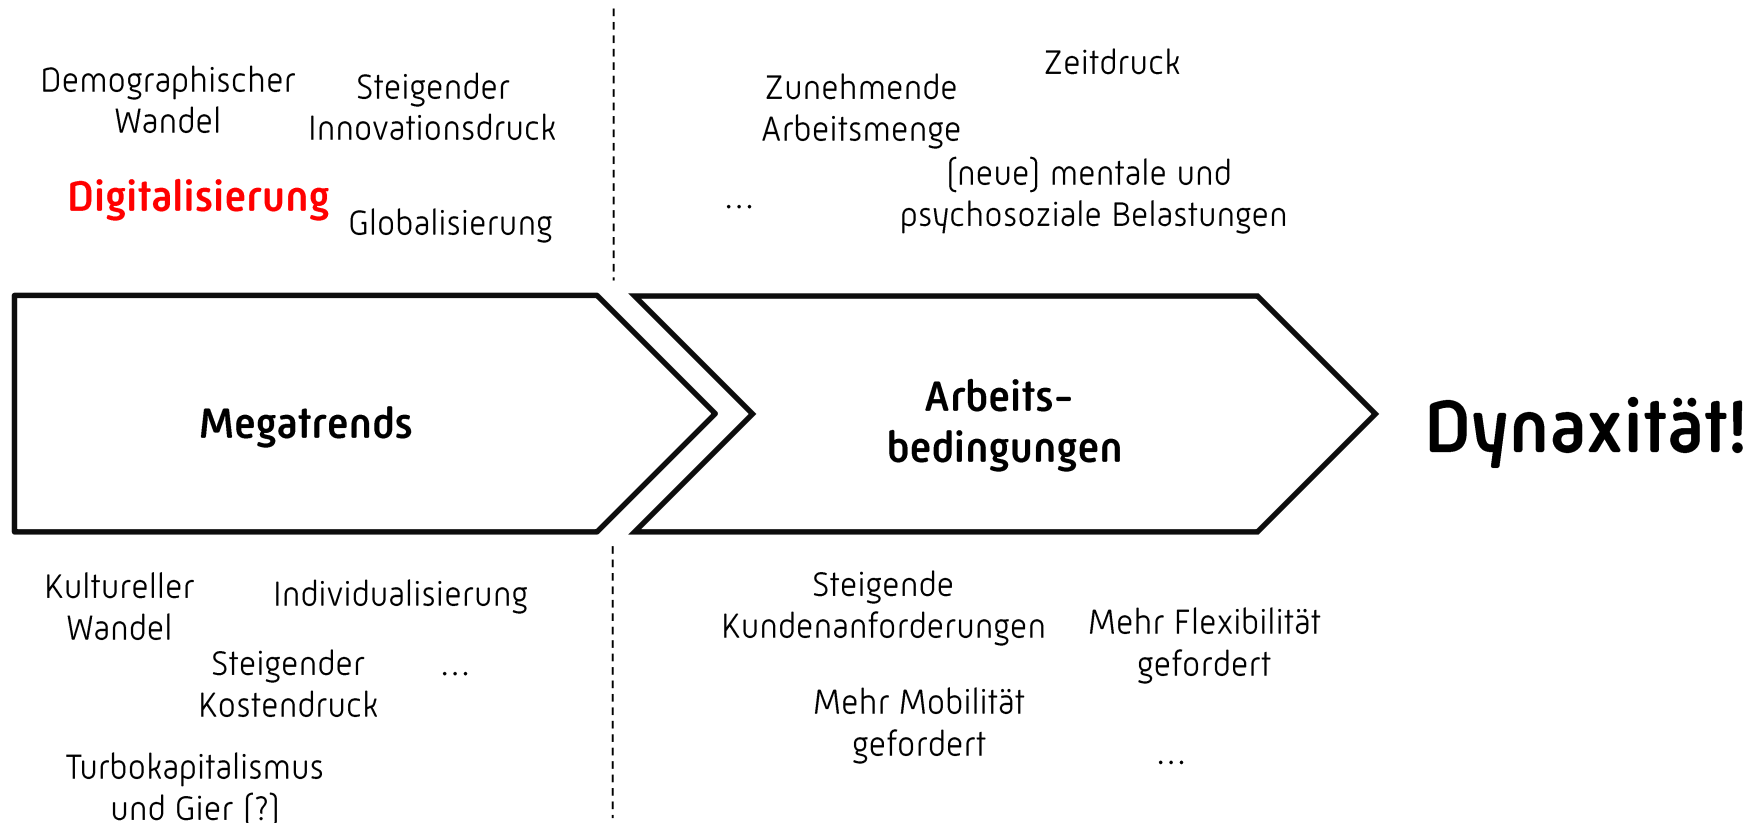 Demographischer
Wandel
Steigender
Innovationsdruck
Digitalisierung
Globalisierung
Zeitdruck
Zunehmende
Arbeitsmenge
(neue) mentale und
psychosoziale Belastungen
...
Megatrends
Arbeits-
bedingungen
Dynaxität!
Kultureller
Wandel
Individualisierung
Steigender
Kostendruck
...
Turbokapitalismus
und Gier (?)
Steigende
Kundenanforderungen
Mehr Flexibilität
gefordert
Mehr Mobilität
gefordert
...